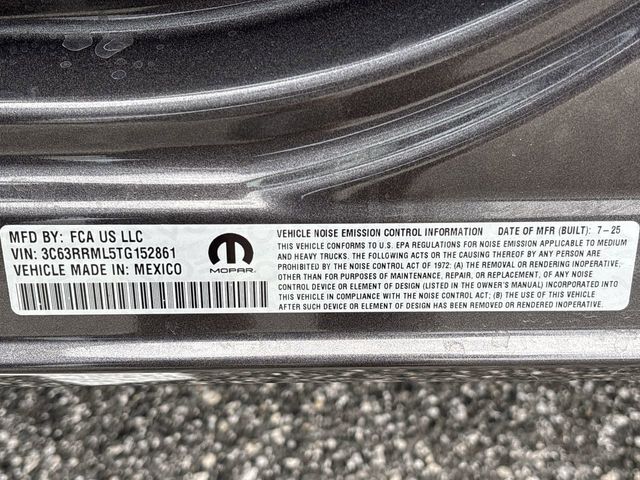 MFD BY: FCA US LLC
VIN: 3C63RRML5TG152861
VEHICLE MADE IN: MEXICO
MOPAR
VEHICLE NOISE EMISSION CONTROL INFORMATION DATE OF MFR (BUILT): 7-25
THIS VEHICLE CONFORMS TO U.S. EPA REGULATIONS FOR NOISE EMISSION APPLICABLE TO MEDIUM
AND HEAVY TRUCKS. THE FOLLOWING ACTS OR THE CAUSING THEREOF BY ANY PERSON ARE
PROHIBITED BY THE NOISE CONTROL ACT OF 1972: (A) THE REMOVAL OR RENDERING INOPERATIVE,
OTHER THAN FOR PURPOSES OF MAINTENANCE, REPAIR, OR REPLACEMENT, OF ANY NOISE
CONTROL DEVICE OR ELEMENT OF DESIGN (LISTED IN THE OWNER'S MANUAL) INCORPORATED INTO
THIS VEHICLE IN COMPLIANCE WITH THE NOISE CONTROL ACT; (B) THE USE OF THIS VEHICLE
AFTER SUCH DEVICE OR ELEMENT OF DESIGN HAS BEEN REMOVED OR RENDERED INOPERATIVE.